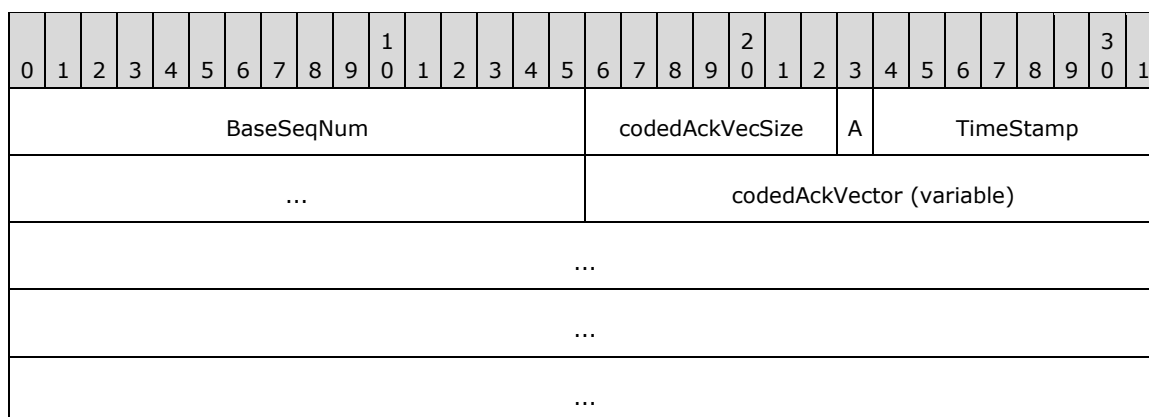 1 2 3
0 1 2 3 4 5 6 7 8 9 0 1 2 3 4 5 6 7 8 9 0 1 2 3 4 5 6 7 8 9 0 1
BaseSeqNum codedAckVecSize A TimeStamp
... codedAckVector (variable)
...
...
...